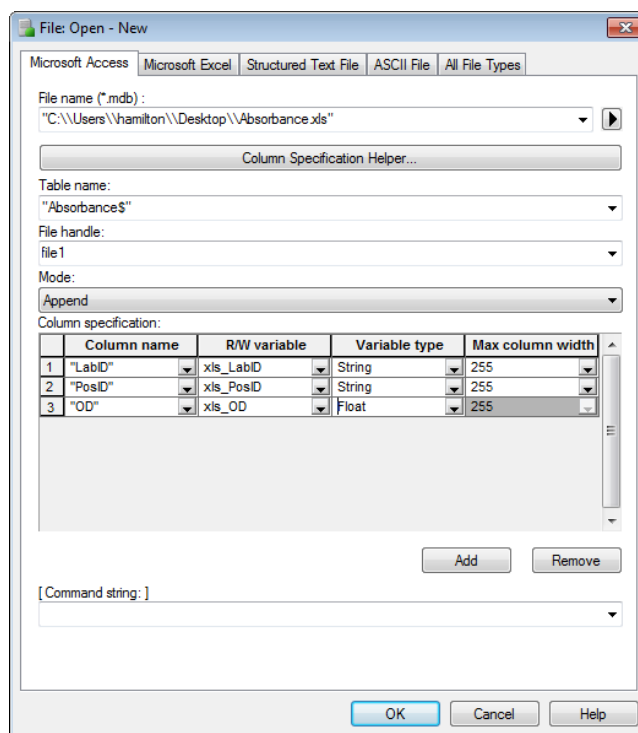 File: Open - New
Microsoft Access Microsoft Excel Structured Text File ASCII File All File Types
File name (*.mdb) :
"C:\\Users\\hamilton\\Desktop\\Absorbance.xls"
Column Specification Helper...
Table name:
"Absorbance$"
File handle:
file1
Mode:
Append
Column specification:
Column name R/W variable Variable type Max column width
1 "LabID" xls_LabID String 255
2 "PosID" xls_PosID String 255
3 "OD" xls_OD Float 255
Add Remove
[ Command string: ]
OK Cancel Help